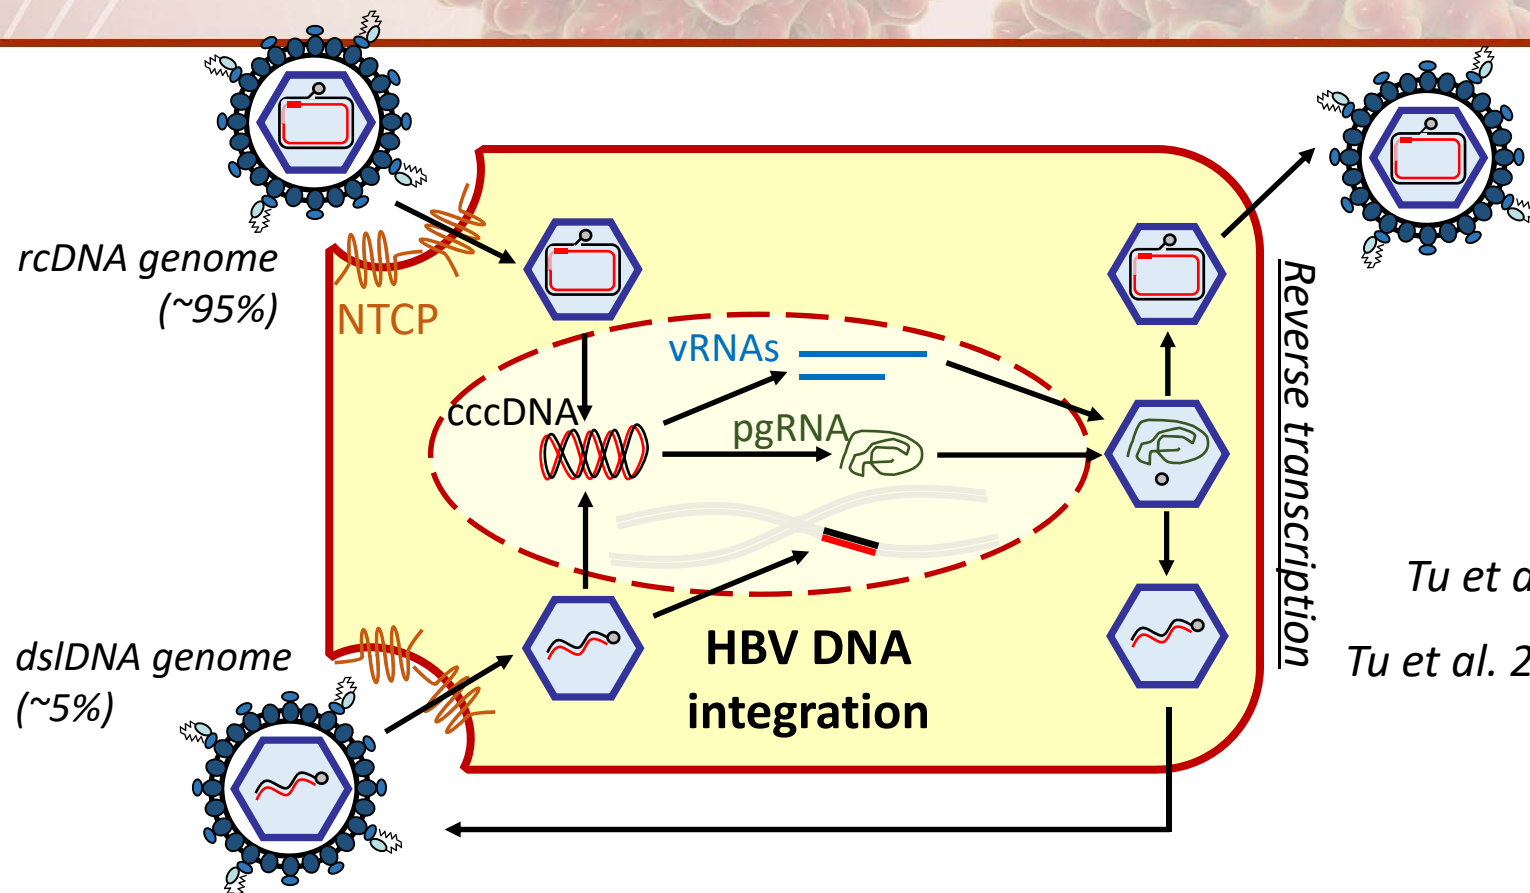 rcDNA genome
(~95%)
NTCP
vRNAs
cccDNA
pgRNA
Reverse transcription
HBV DNA
integration
dslDNA genome
(~5%)
Tu et
Tu et al.